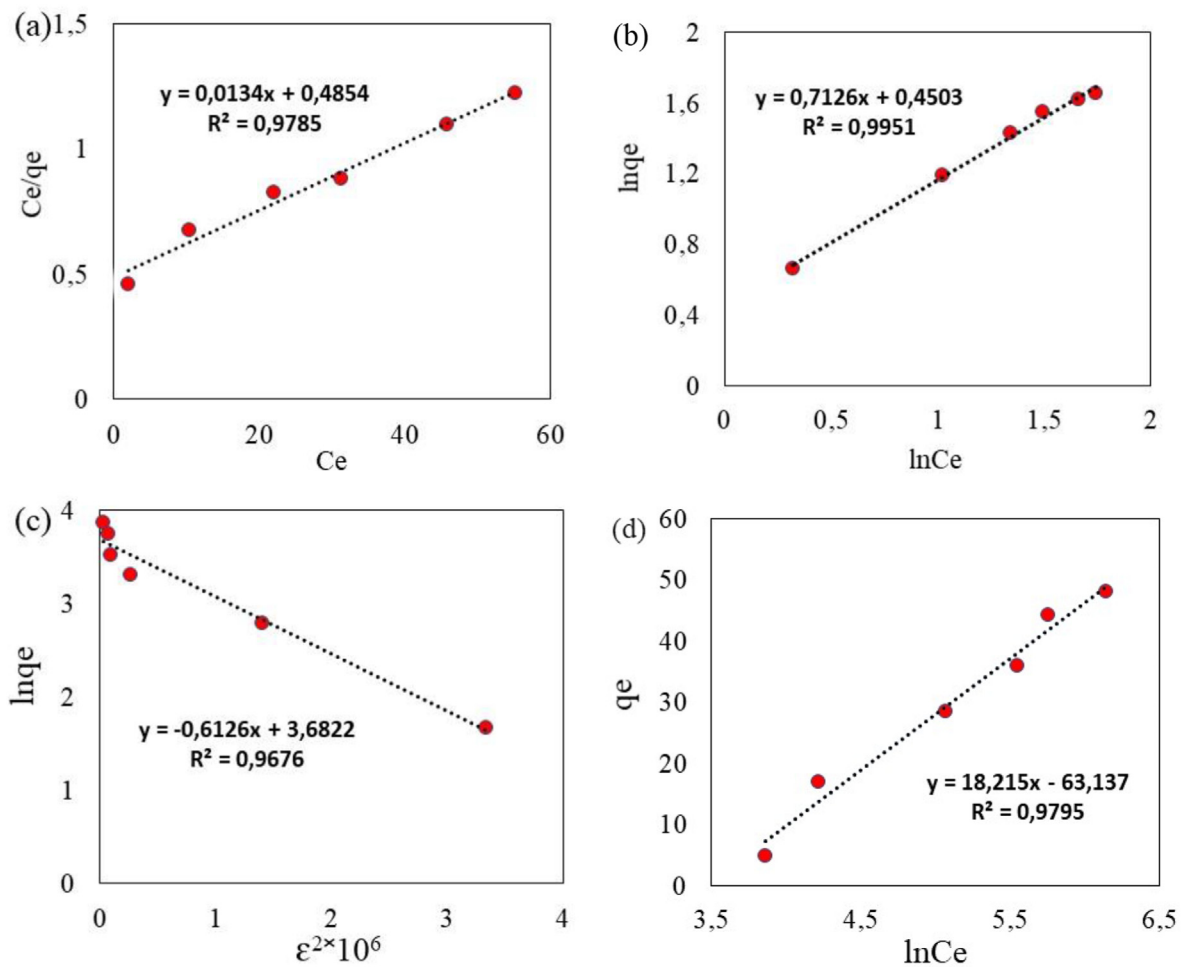 (a)
1,5
1
0,5
0
Ce/qe
y = 0,0134x + 0,4854
R² = 0,9785
0 20 40 60
Ce
(b)
2
1,6
1,2
0,8
0,4
0
lnqe
y = 0,7126x + 0,4503
R² = 0,9951
0 0,5 1 1,5 2
lnCe
(c)
4
3
2
1
0
lnqe
y = -0,6126x + 3,6822
R² = 0,9676
0 1 2 3 4
ε²*10⁶
(d)
60
50
40
30
20
10
0
qe
y = 18,215x - 63,137
R² = 0,9795
3,5 4,5 5,5 6,5
lnCe